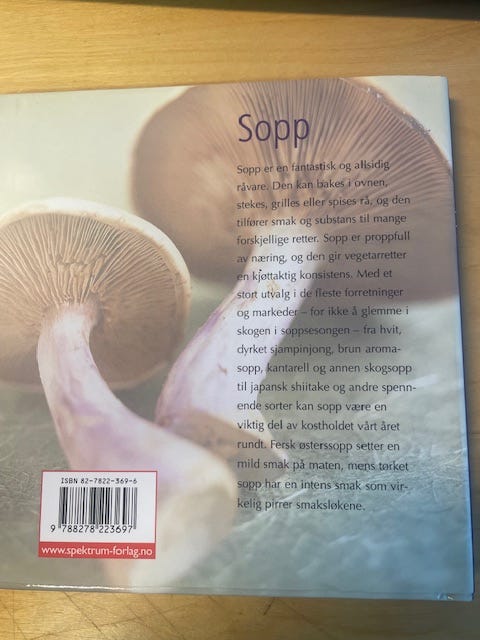 Sopp
Sopp er en fantastisk og allsidig
råvare. Den kan bakes i ovnen,
stekes, grilles eller spises rå, og den
tilfører smak og substans til mange
forskjellige retter. Sopp er proppfull
av næring, og den gir vegetarretter
en kjøttaktig konsistens. Med et
stort utvalg i de fleste forretninger
og markeder – for ikke å glemme i
skogen i soppsesongen – fra hvit,
dyrket sjampinjong, brun aroma-
sopp, kantarell og annen skogsopp
til japansk shiitake og andre spenn-
ende sorter kan sopp være en
viktig del av kostholdet vårt året
rundt. Fersk østerssopp setter en
mild smak på maten, mens tørket
sopp har en intens smak som vir-
kelig pirrer smaksløkene.
ISBN 82-7822-369-6
9 788278 223697
www.spektrum-forlag.no